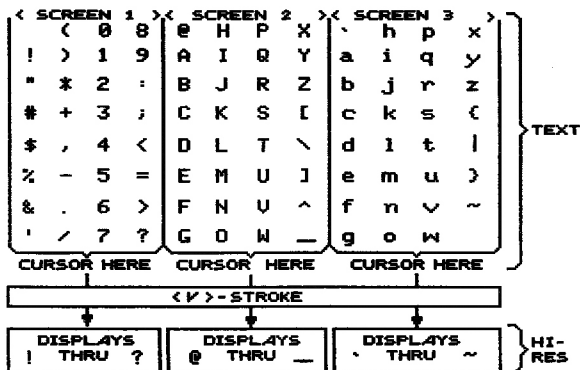 < SCREEN 1 >< SCREEN 2 >< SCREEN 3 >
( 0 8 @ H P X ` h p x
! ) 1 9 A I Q Y a i q y
" * 2 : B J R Z b j r z
# + 3 ; C K S [ c k s {
$ , 4 < D L T \ d l t |
% - 5 = E M U ] e m u }
& . 6 > F N V ^ f n v ~
' / 7 ? G O W _ g o w
TEXT
CURSOR HERE CURSOR HERE CURSOR HERE
< V >-STROKE
DISPLAYS DISPLAYS DISPLAYS
! THRU ? @ THRU _ ` THRU ~
HI-
RES